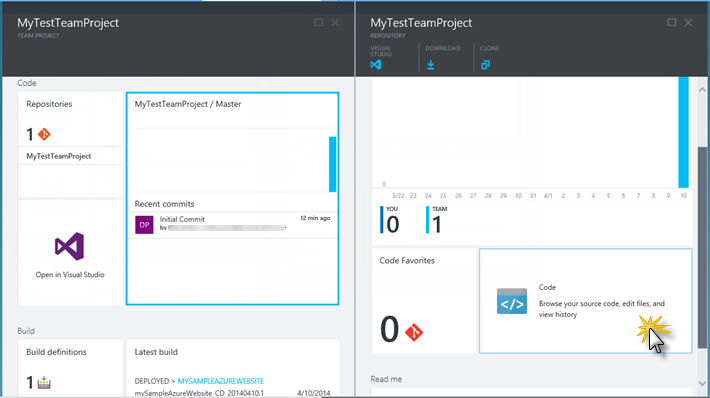 MyTestTeamProject
TEAM PROJECT
Code
Repositories
1
MyTestTeamProject
Open in Visual Studio
MyTestTeamProject / Master
Recent commits
DP
Initial Commit
12 min ago
by
Build
Build definitions
1
Latest build
DEPLOYED > MYSAMPLEAZUREWEBSITE
mySampleAzureWebsite_CD_20140410.1
4/10/2014
MyTestTeamProject
REPOSITORY
VISUAL
STUDIO
DOWNLOAD
CLONE
0
3/22 23 24 25 26 27 28 29 30 31 4/1 2 3 4 5 6 7 8 9 10
YOU
0
TEAM
1
Code Favorites
0
Code
Browse your source code, edit files, and
view history
Read me